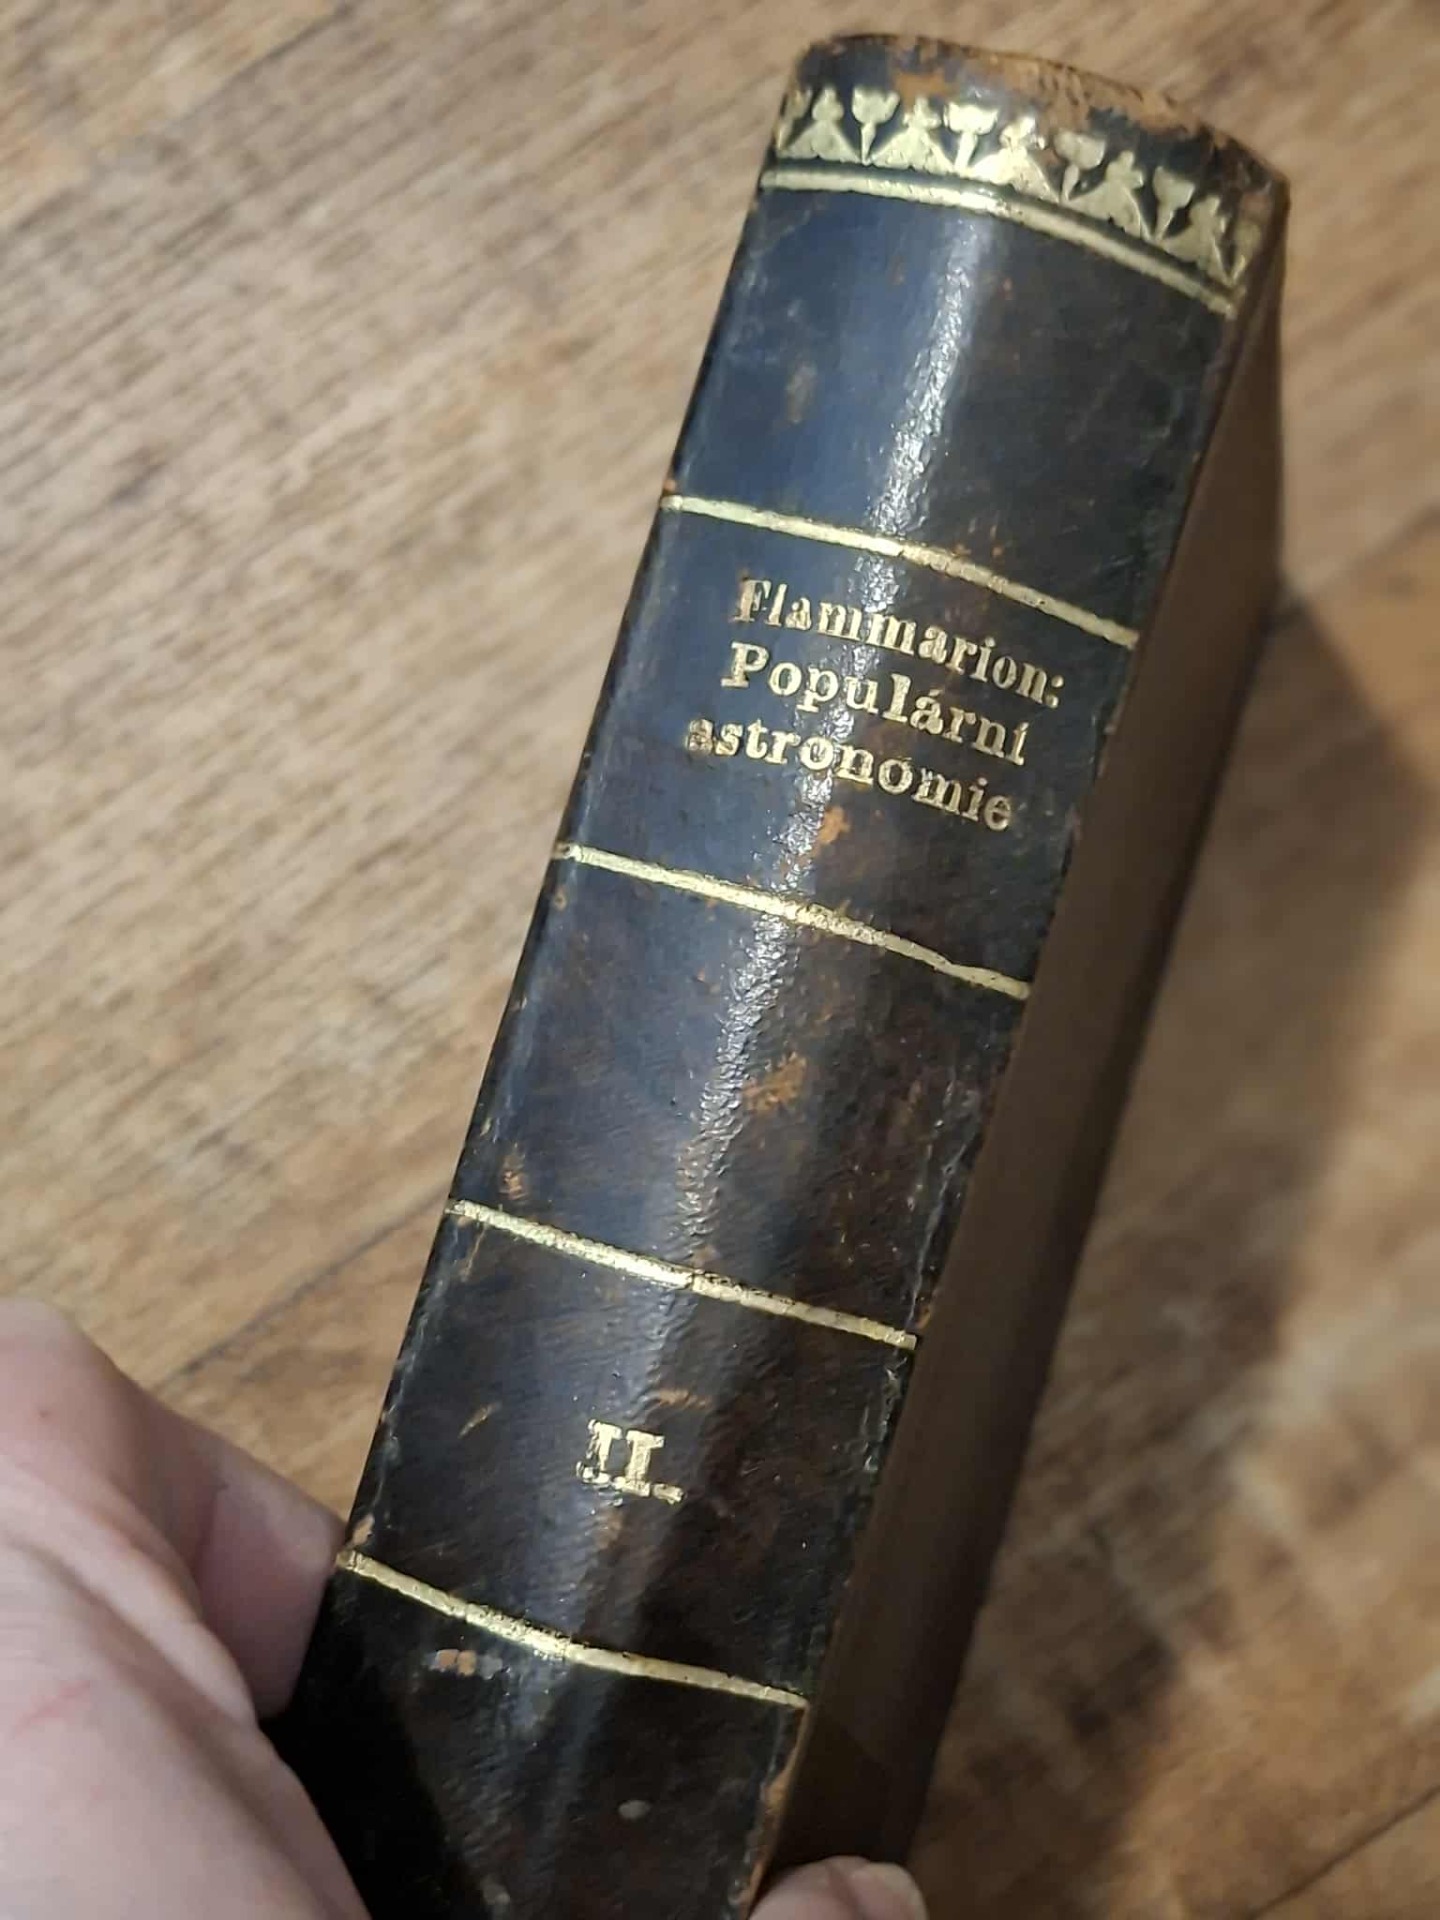 Flammarion:
Populární
astronomie
II.